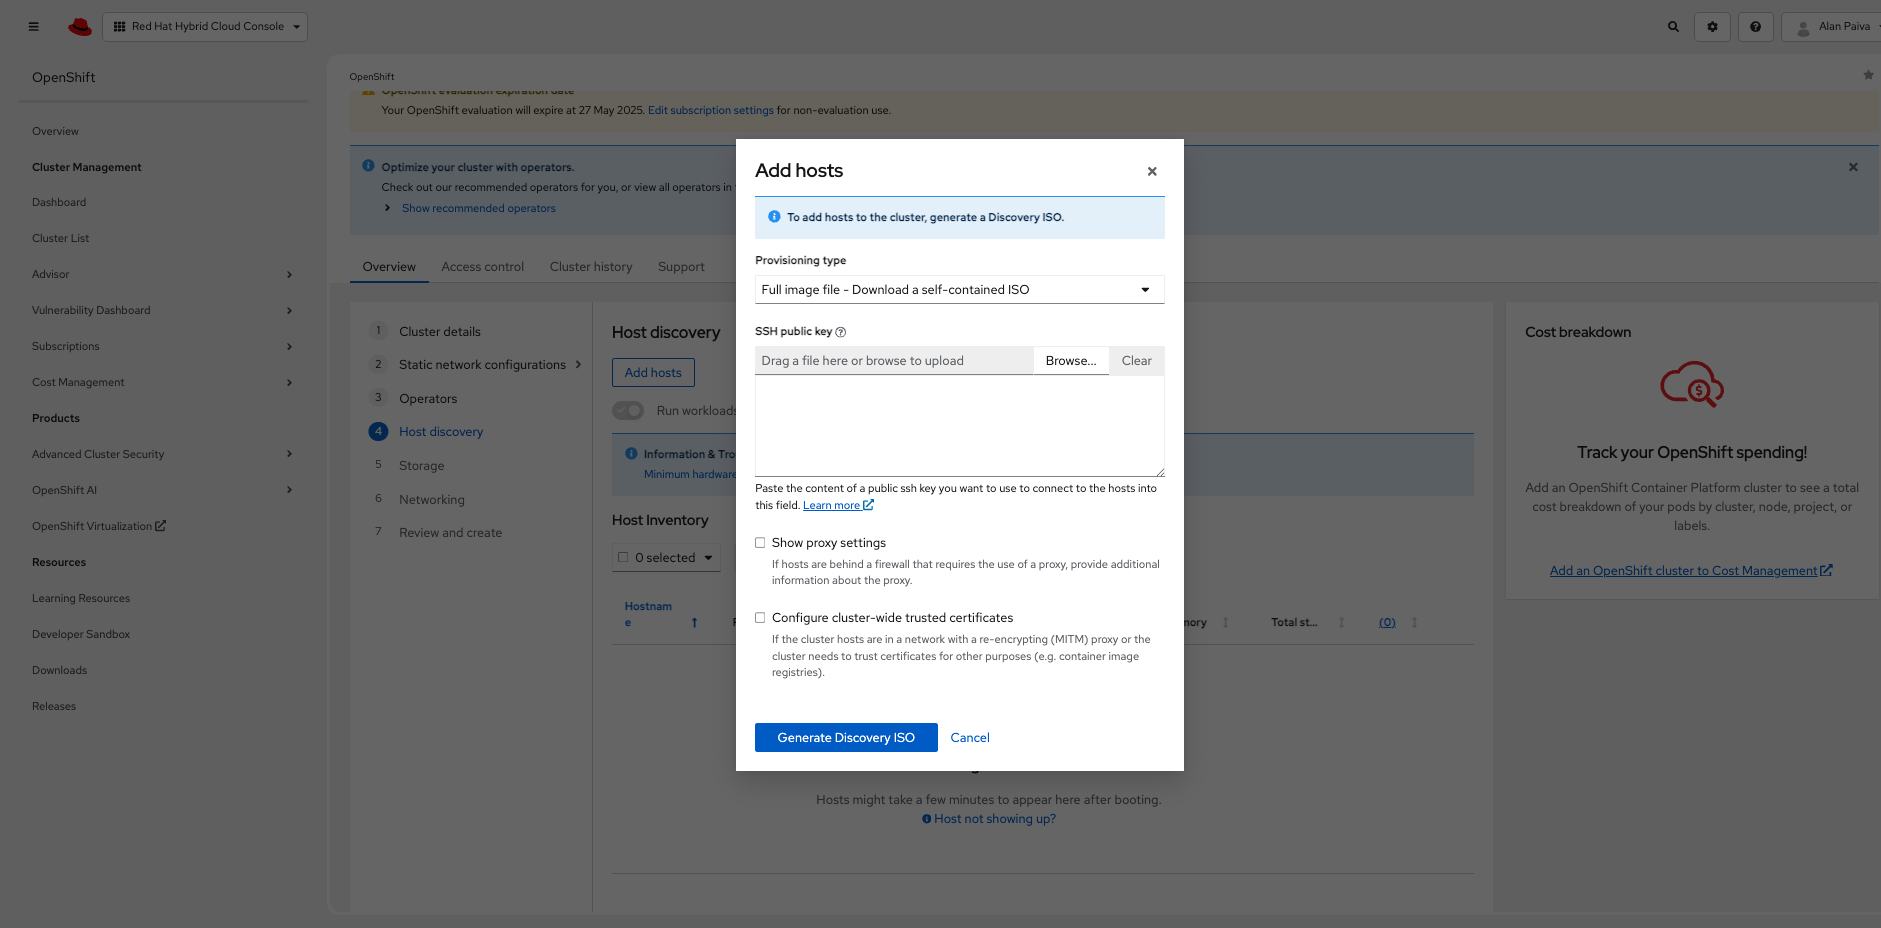 Red Hat Hybrid Cloud Console
Alan Paiva
OpenShift
Overview
Cluster Management
Dashboard
Cluster List
Advisor
Vulnerability Dashboard
Subscriptions
Cost Management
Products
Advanced Cluster Security
OpenShift AI
OpenShift Virtualization
Resources
Learning Resources
Developer Sandbox
Downloads
Releases
OpenShift
OpenShift evaluation expiration date
Your OpenShift evaluation will expire at 27 May 2025. Edit subscription settings for non-evaluation use.
Optimize your cluster with operators.
Check out our recommended operators for you, or view all operators in
Show recommended operators
Overview
Access control
Cluster history
Support
1 Cluster details
2 Static network configurations
3 Operators
4 Host discovery
5 Storage
6 Networking
7 Review and create
Host discovery
Add hosts
Run workloads
Information & Tro
Minimum hardware
Host Inventory
0 selected
Hostnam
e
mory
Total st...
(0)
Hosts might take a few minutes to appear here after booting.
Host not showing up?
Add hosts
To add hosts to the cluster, generate a Discovery ISO.
Provisioning type
Full image file - Download a self-contained ISO
SSH public key
Drag a file here or browse to upload
Browse...
Clear
Paste the content of a public ssh key you want to use to connect to the hosts into
this field. Learn more
Show proxy settings
If hosts are behind a firewall that requires the use of a proxy, provide additional
information about the proxy.
Configure cluster-wide trusted certificates
If the cluster hosts are in a network with a re-encrypting (MITM) proxy or the
cluster needs to trust certificates for other purposes (e.g. container image
registries).
Generate Discovery ISO
Cancel
Cost breakdown
Track your OpenShift spending!
Add an OpenShift Container Platform cluster to see a total
cost breakdown of your pods by cluster, node, project, or
labels.
Add an OpenShift cluster to Cost Management